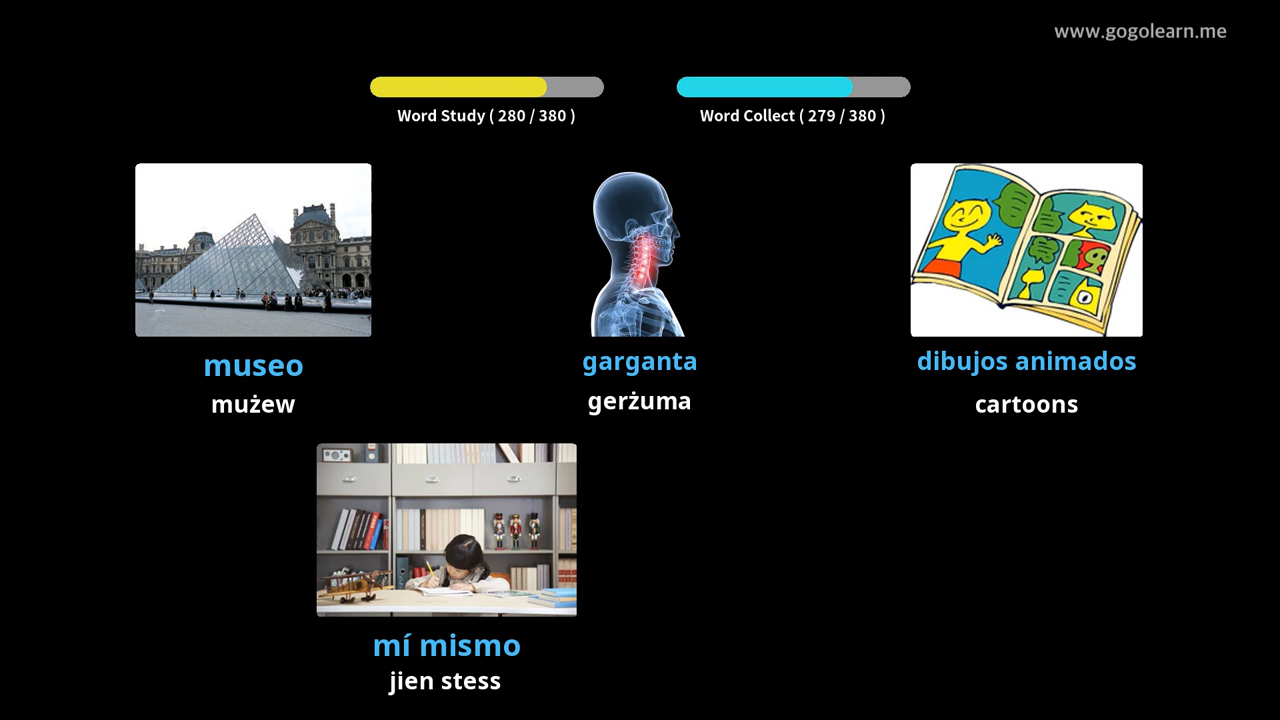 www.gogolearn.me
Word Study ( 280 / 380 )
Word Collect ( 279 / 380 )
museo
garganta
dibujos animados
mużew
gerżuma
cartoons
mí mismo
jien stess